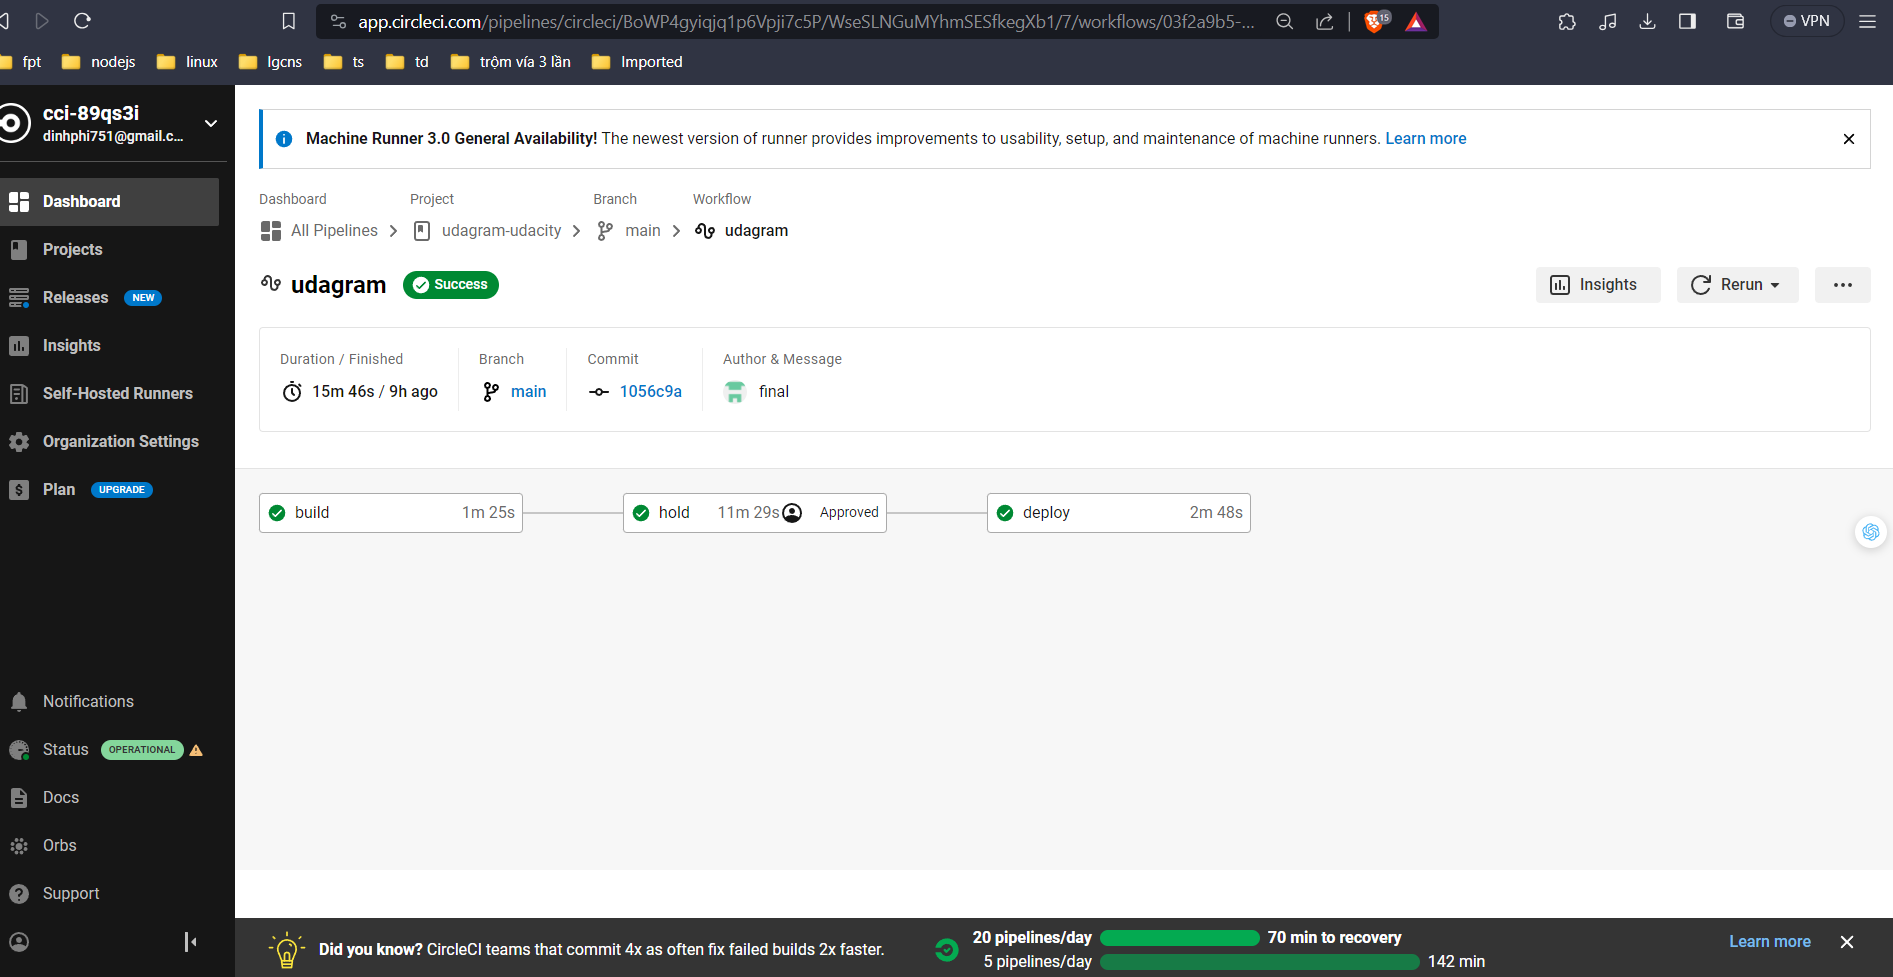 app.circleci.com/pipelines/circleci/BoWP4gyiqjq1p6Vpji7c5P/WseSLNGuMYhmSESfkegXb1/7/workflows/03f2a9b5-...
15
VPN
fpt
nodejs
linux
lgcns
ts
td
trộm vía 3 lần
Imported
cci-89qs3i
dinhphi751@gmail.c...
Dashboard
Projects
Releases NEW
Insights
Self-Hosted Runners
Organization Settings
Plan UPGRADE
Notifications
Status OPERATIONAL
Docs
Orbs
Support
Machine Runner 3.0 General Availability! The newest version of runner provides improvements to usability, setup, and maintenance of machine runners. Learn more
Dashboard Project Branch Workflow
All Pipelines udagram-udacity main udagram
udagram Success
Insights Rerun
Duration / Finished Branch Commit Author & Message
15m 46s / 9h ago main 1056c9a final
build 1m 25s
hold 11m 29s Approved
deploy 2m 48s
Did you know? CircleCI teams that commit 4x as often fix failed builds 2x faster.
20 pipelines/day 70 min to recovery
5 pipelines/day 142 min
Learn more